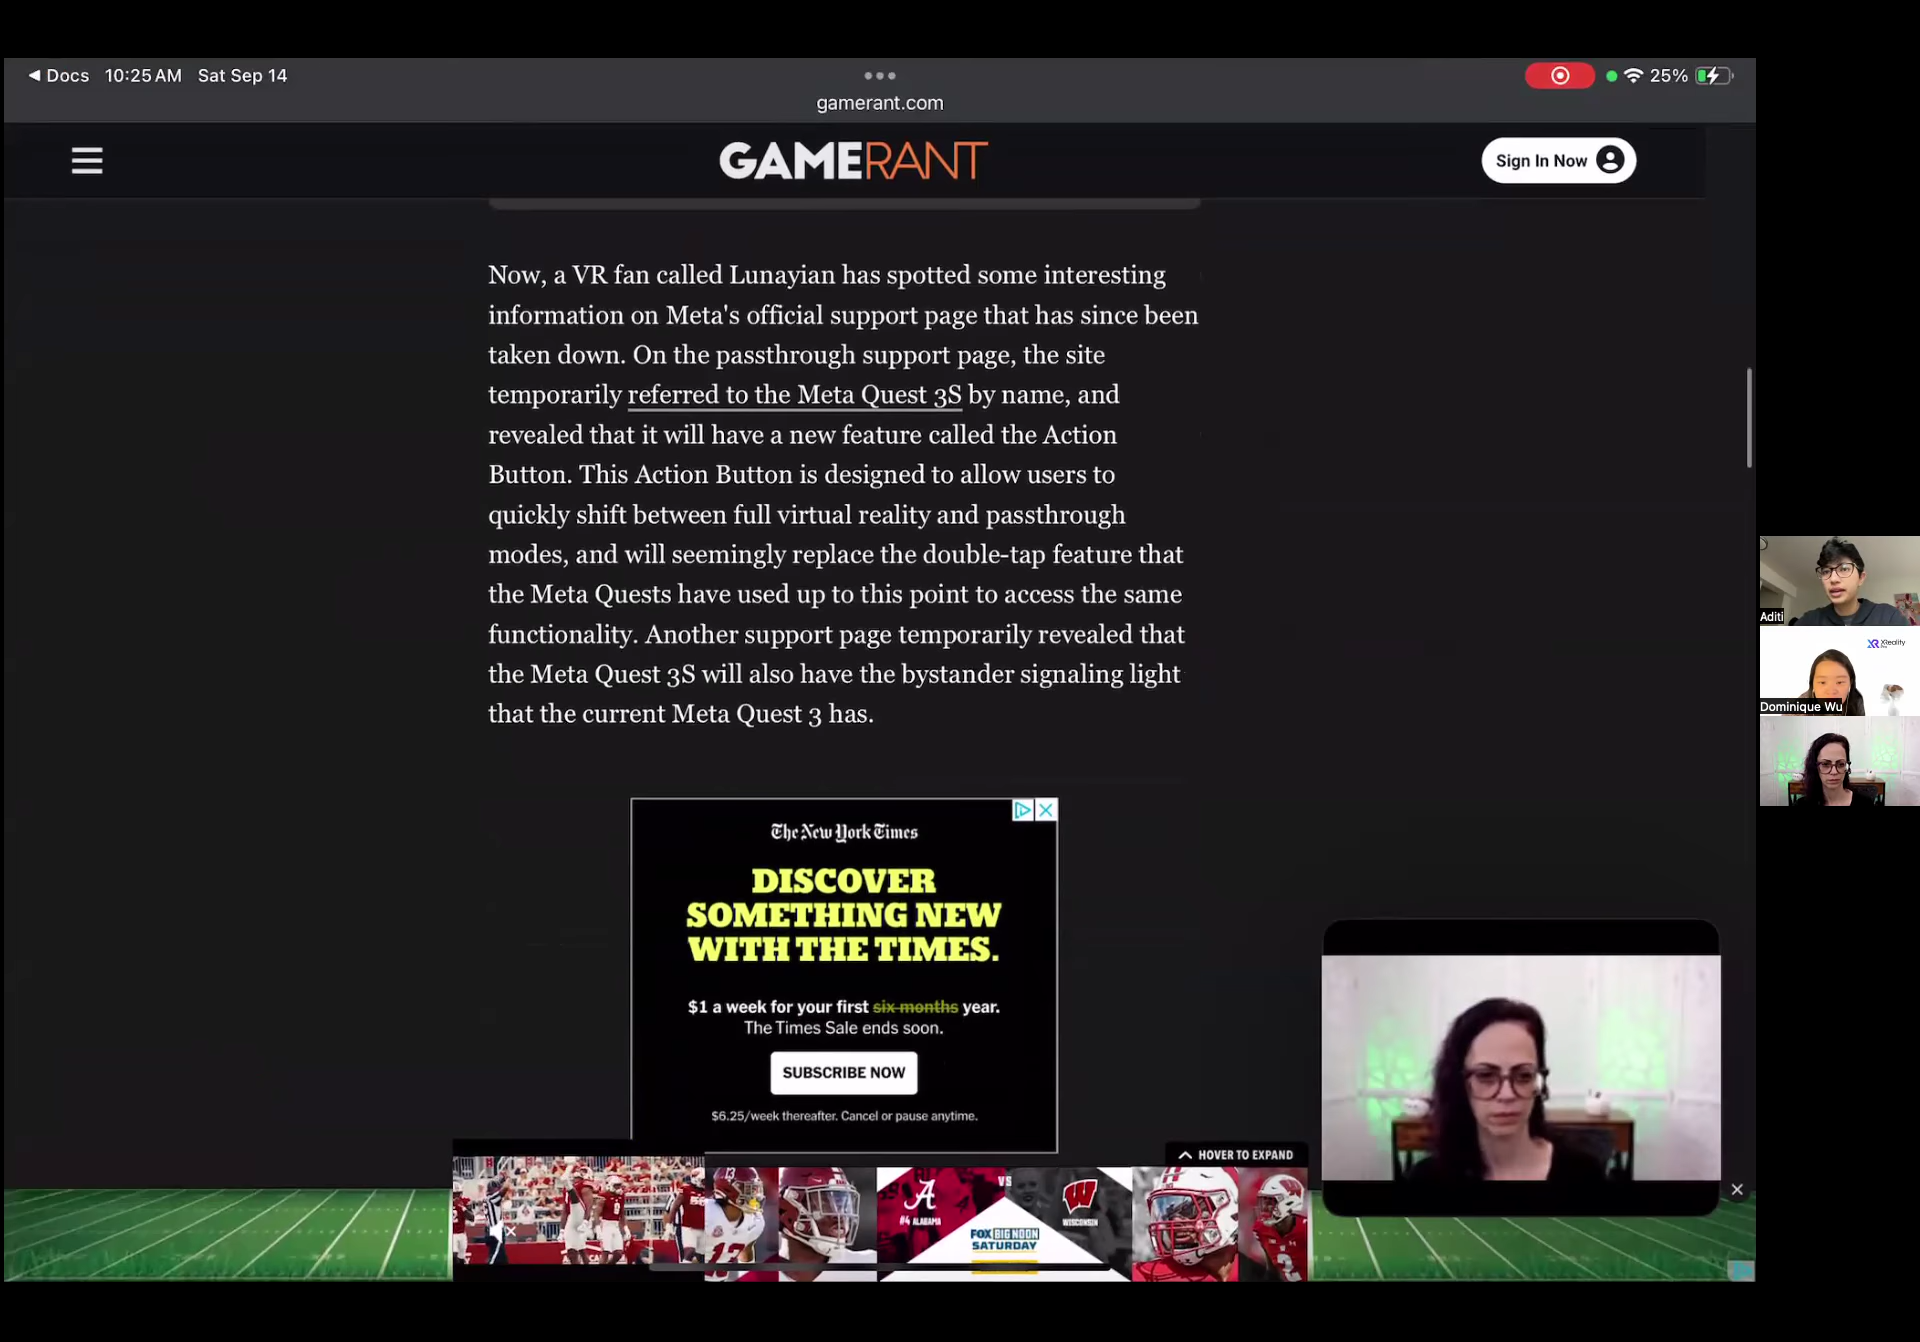 Docs 10:25 AM Sat Sep 14
25%
gamerant.com
GAMERANT
Sign In Now
Now, a VR fan called Lunayian has spotted some interesting
information on Meta's official support page that has since been
taken down. On the passthrough support page, the site
temporarily referred to the Meta Quest 3S by name, and
revealed that it will have a new feature called the Action
Button. This Action Button is designed to allow users to
quickly shift between full virtual reality and passthrough
modes, and will seemingly replace the double-tap feature that
the Meta Quests have used up to this point to access the same
functionality. Another support page temporarily revealed that
the Meta Quest 3S will also have the bystander signaling light
that the current Meta Quest 3 has.
The New York Times
DISCOVER
SOMETHING NEW
WITH THE TIMES.
$1 a week for your first six months year.
The Times Sale ends soon.
SUBSCRIBE NOW
$6.25/week thereafter. Cancel or pause anytime.
HOVER TO EXPAND
13
17
A
#4 ALABAMA
VS
W
WISCONSIN
FOX BIG NOON
SATURDAY
2
Aditi
XR XReality
Dominique Wu